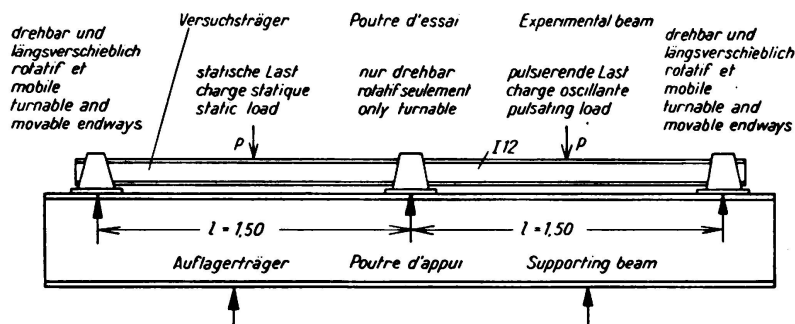 drehbar und
längsverschieblich
rotatif et
mobile
turnable and
movable endways
Versuchsträger
statische Last
charge statique
static load
P
Poutre d'essai
nur drehbar
rotatif seulement
only turnable
Experimental beam
pulsierende Last
charge oscillante
pulsating load
I12
P
drehbar und
längsverschieblich
rotatif et
mobile
turnable and
movable endways
l = 1,50
l = 1,50
Auflagerträger
Poutre d'appui
Supporting beam